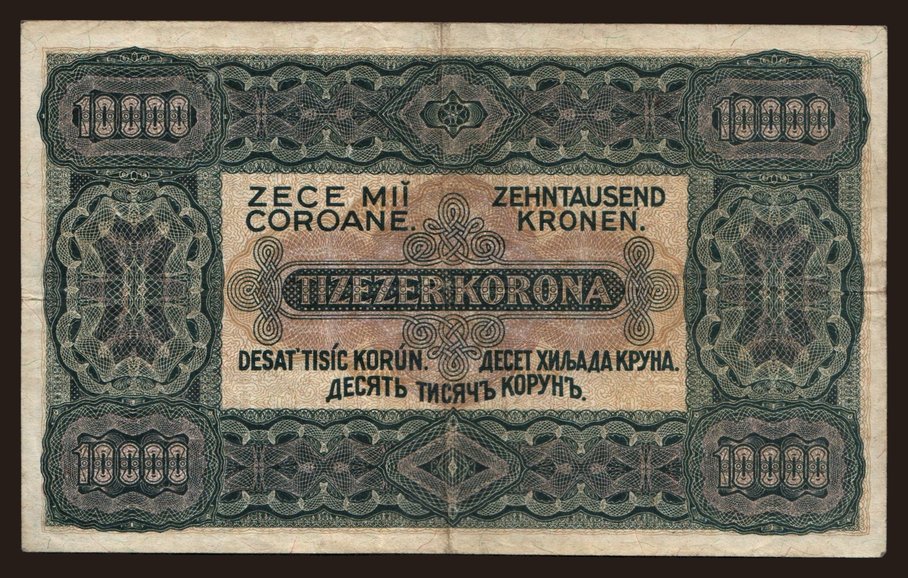 10000
10000
ZECE MIĬ
COROANE.
ZEHNTAUSEND
KRONEN.
TIZEZER KORONA
DESAŤ TISÍC KORÚN.
ДЕСЕТ ХИЉАДА КРУНА.
ДЕСЯТЬ ТИСЯЧЪ КОРУНЪ.
10000
10000